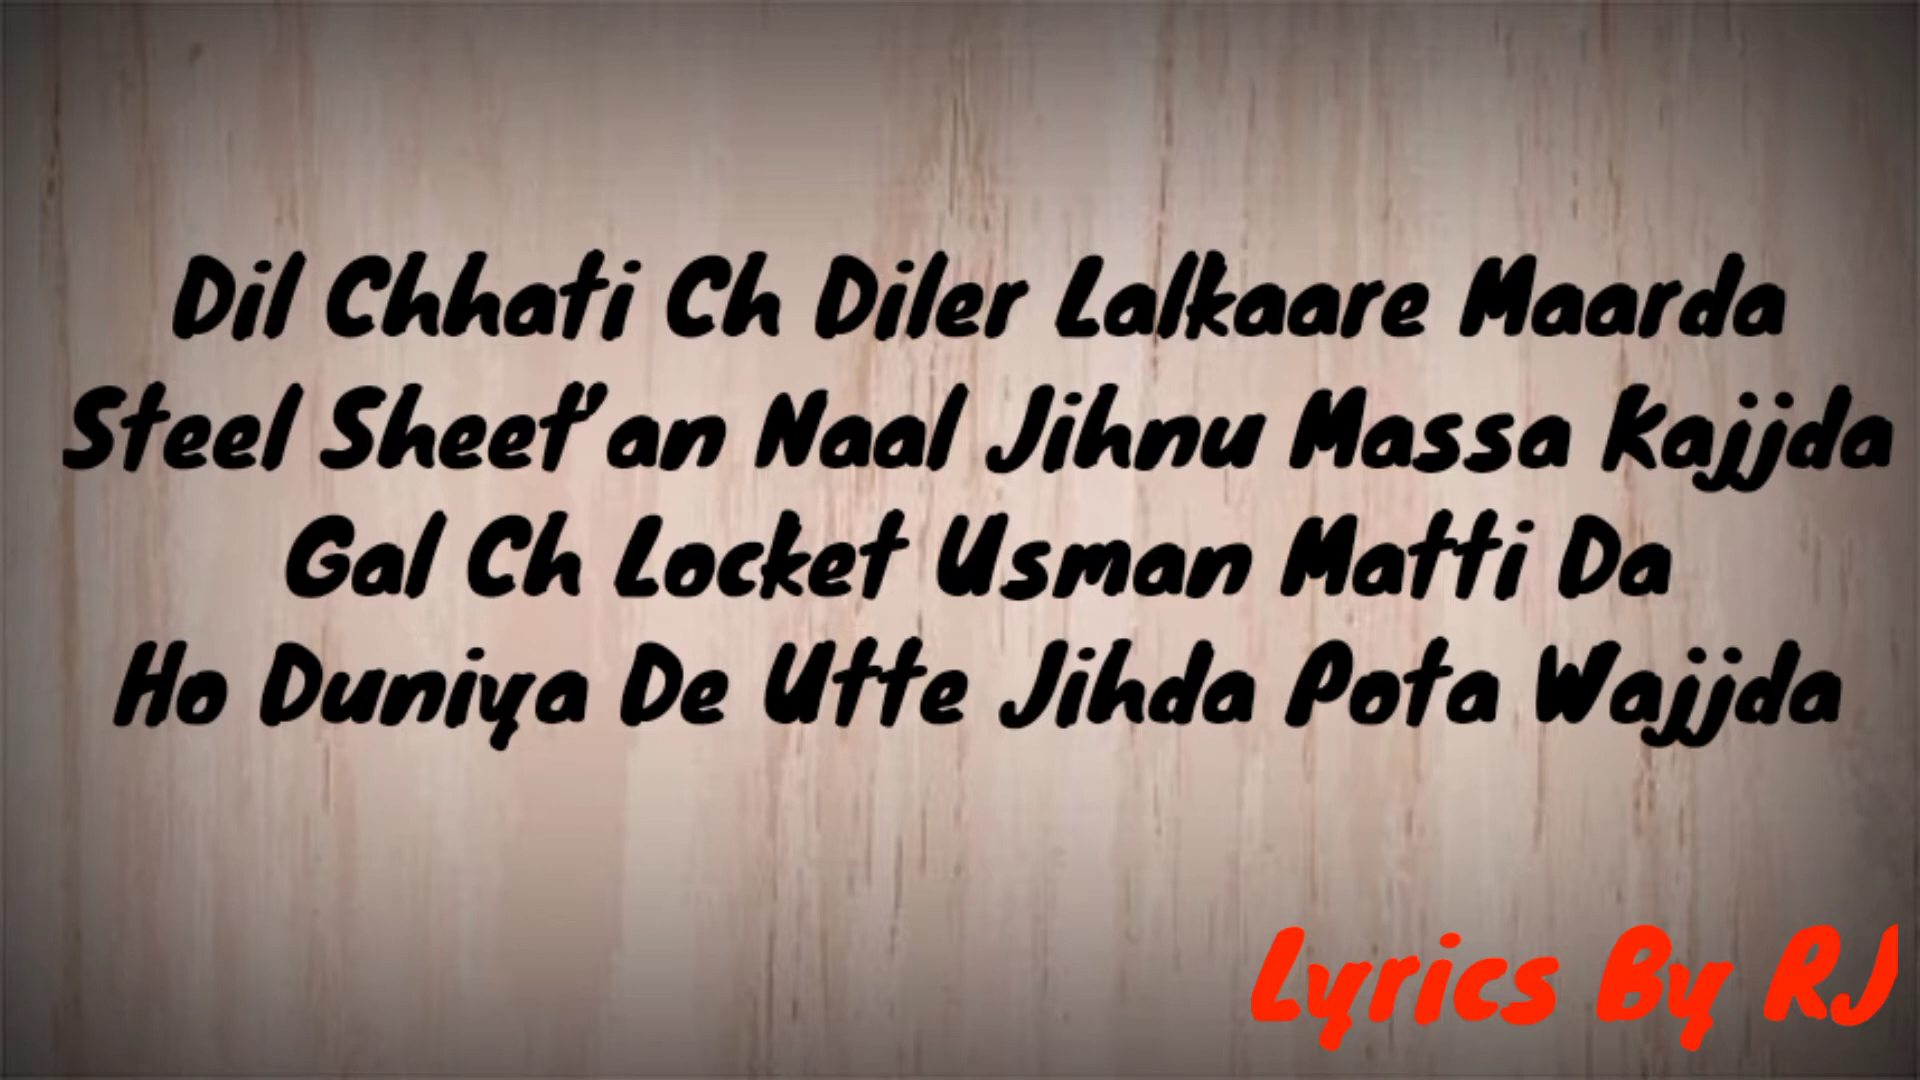 Dil Chhati Ch Diler Lalkaare Maarda
Steel Sheet'an Naal Jihnu Massa Kajjda
Gal Ch Locket Usman Matti Da
Ho Duniya De Utte Jihda Pota Wajjda
Lyrics By RJ